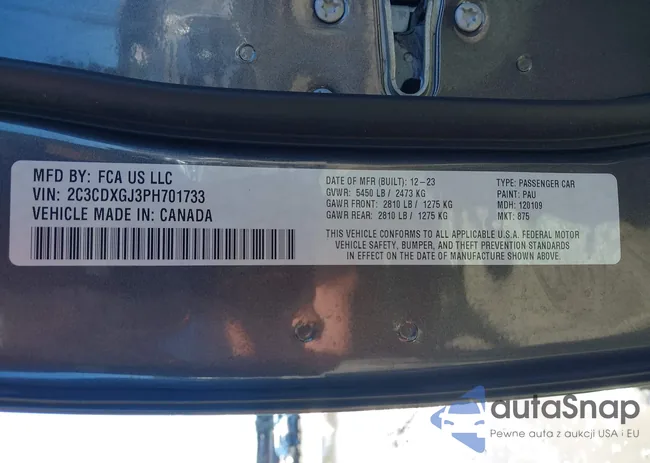 MFD BY: FCA US LLC
VIN: 2C3CDXGJ3PH701733
VEHICLE MADE IN: CANADA
DATE OF MFR (BUILT): 12-23
GVWR: 5450 LB / 2473 KG
GAWR FRONT: 2810 LB / 1275 KG
GAWR REAR: 2810 LB / 1275 KG
TYPE: PASSENGER CAR
PAINT: PAU
MDH: 120109
MKT: 875
THIS VEHICLE CONFORMS TO ALL APPLICABLE U.S.A. FEDERAL MOTOR
VEHICLE SAFETY, BUMPER, AND THEFT PREVENTION STANDARDS
IN EFFECT ON THE DATE OF MANUFACTURE SHOWN ABOVE.
autaSnap
Pewne auta z aukcji USA i EU